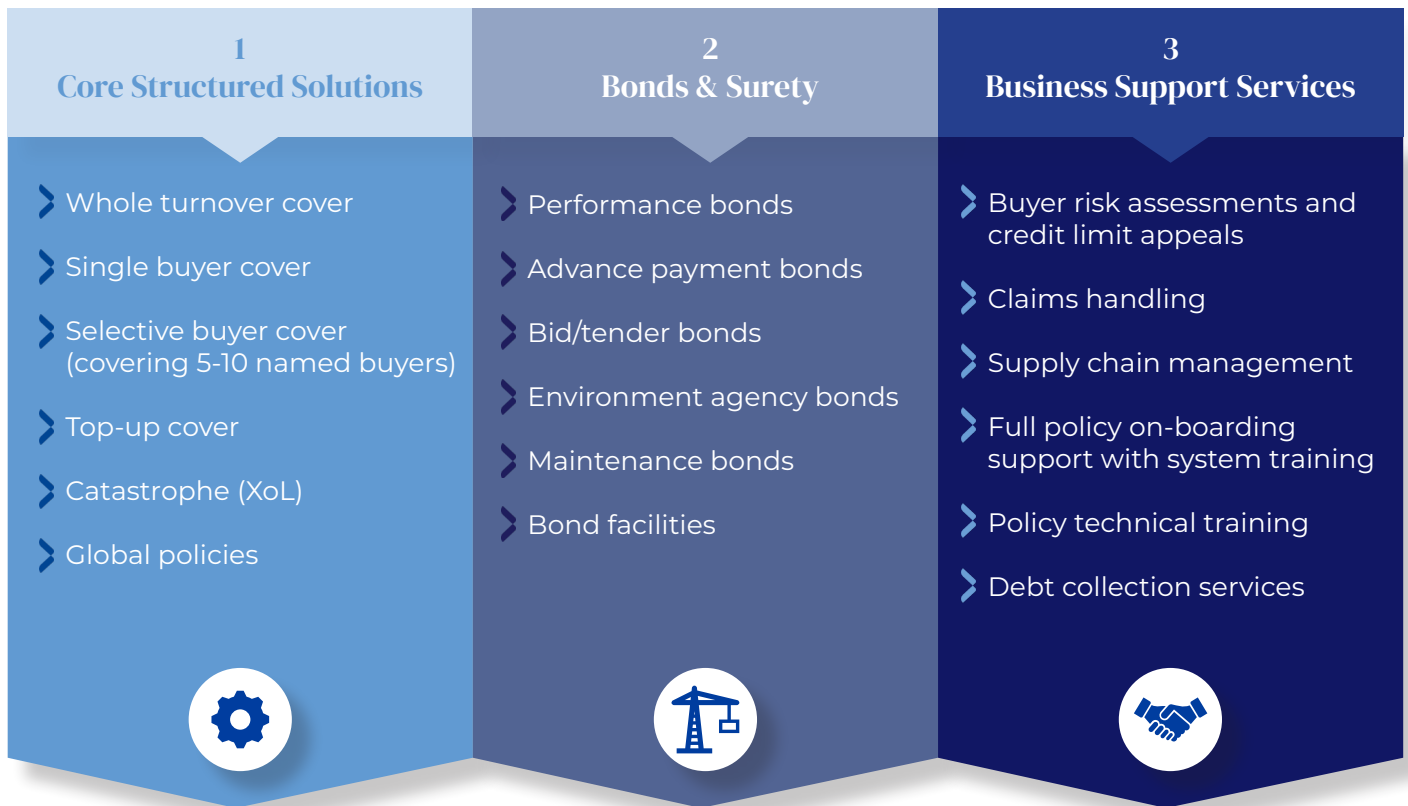 1
Core Structured Solutions
Whole turnover cover
Single buyer cover
Selective buyer cover
(covering 5-10 named buyers)
Top-up cover
Catastrophe (XoL)
Global policies
2
Bonds & Surety
Performance bonds
Advance payment bonds
Bid/tender bonds
Environment agency bonds
Maintenance bonds
Bond facilities
3
Business Support Services
Buyer risk assessments and
credit limit appeals
Claims handling
Supply chain management
Full policy on-boarding
support with system training
Policy technical training
Debt collection services